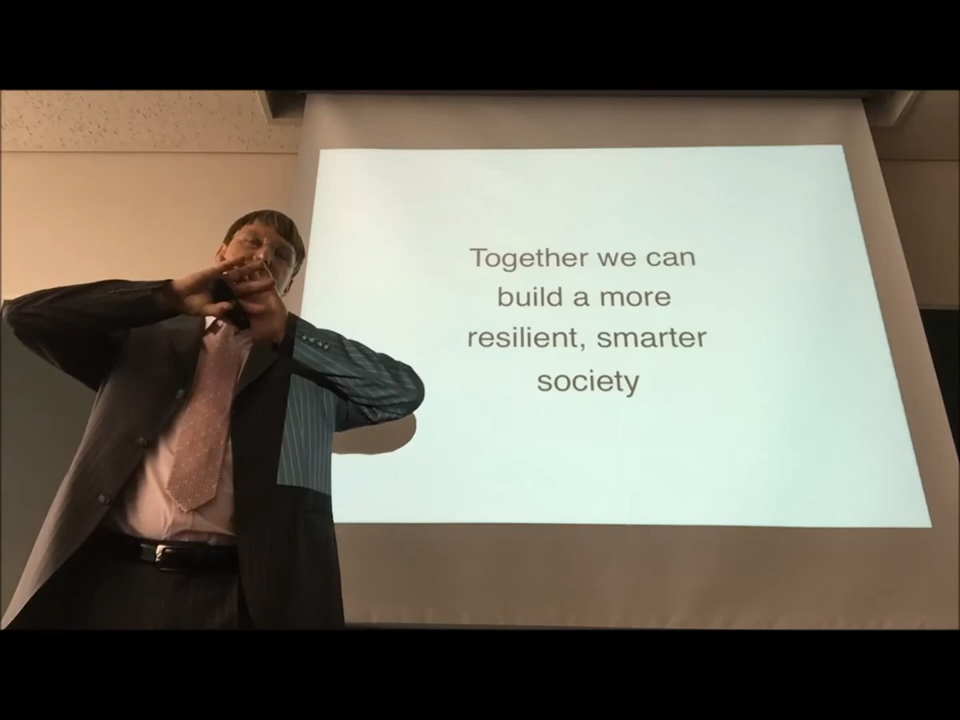 Together we can
build a more
resilient, smarter
society